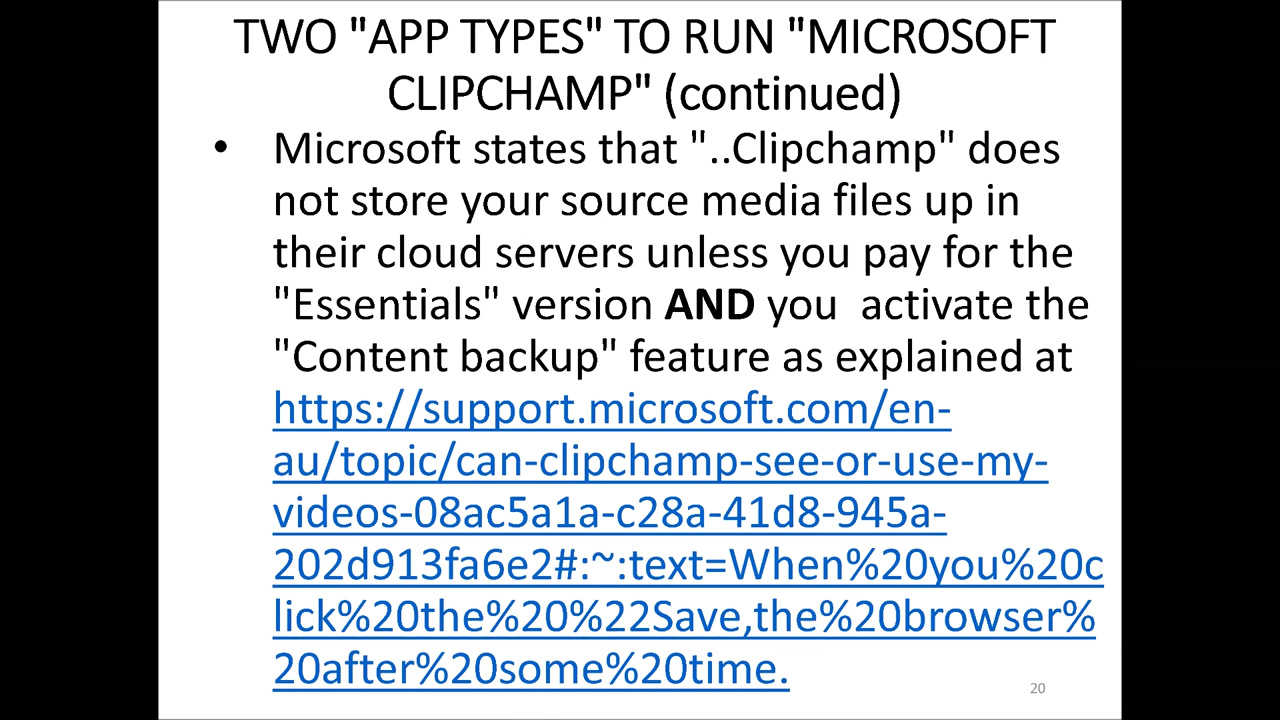 TWO "APP TYPES" TO RUN "MICROSOFT
CLIPCHAMP" (continued)
• Microsoft states that "..Clipchamp" does
not store your source media files up in
their cloud servers unless you pay for the
"Essentials" version AND you  activate the
"Content backup" feature as explained at
https://support.microsoft.com/en-
au/topic/can-clipchamp-see-or-use-my-
videos-08ac5a1a-c28a-41d8-945a-
202d913fa6e2#:~:text=When%20you%20c
lick%20the%20%22Save,the%20browser%
20after%20some%20time.
20